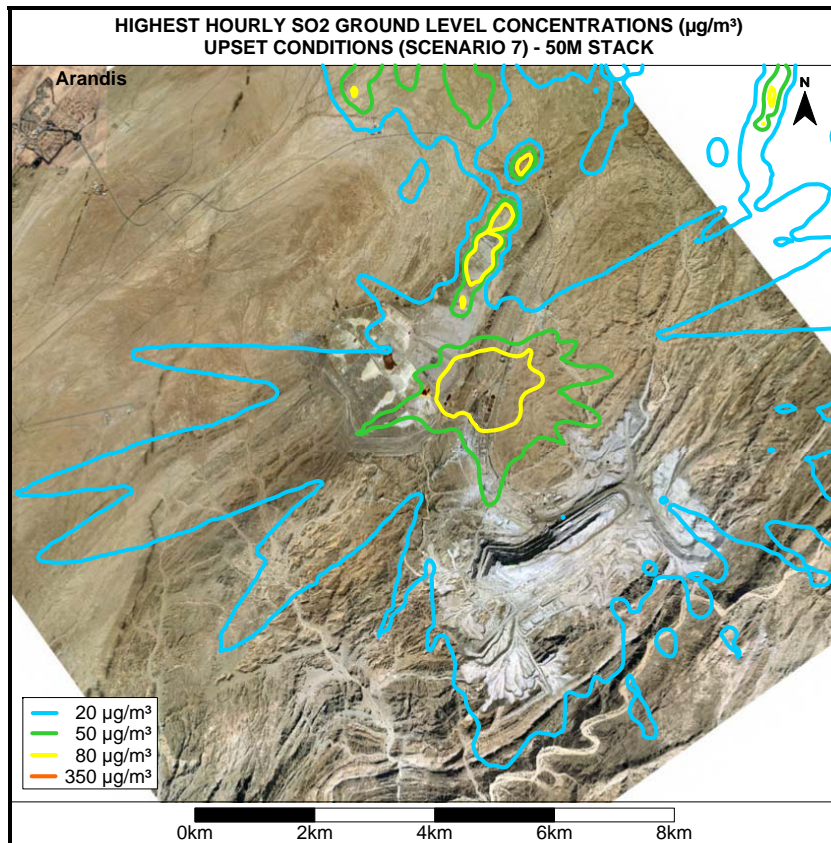 HIGHEST HOURLY SO2 GROUND LEVEL CONCENTRATIONS (µg/m³)
UPSET CONDITIONS (SCENARIO 7) - 50M STACK
Arandis
N
20 µg/m³
50 µg/m³
80 µg/m³
350 µg/m³
0km 2km 4km 6km 8km